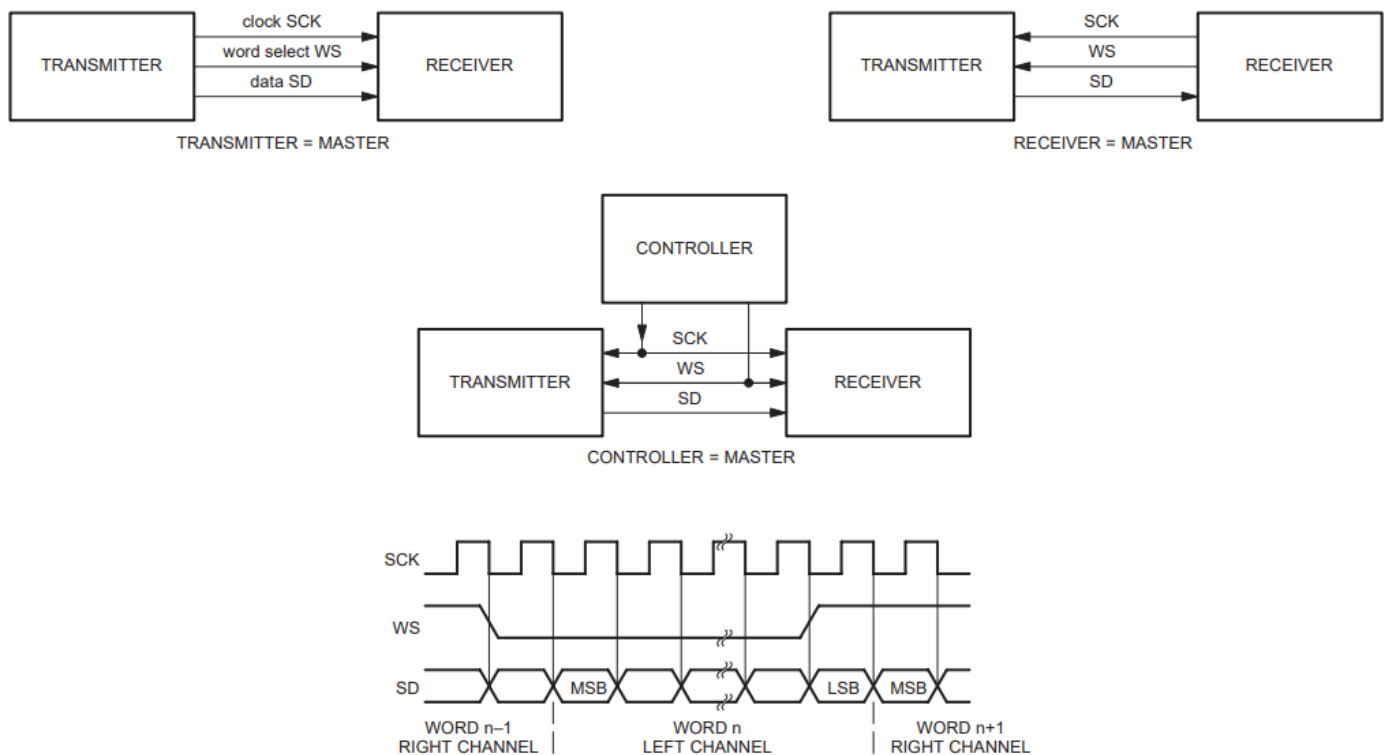 clock SCK
word select WS
data SD
TRANSMITTER
RECEIVER
TRANSMITTER = MASTER
SCK
WS
SD
TRANSMITTER
RECEIVER
RECEIVER = MASTER
CONTROLLER
SCK
WS
SD
TRANSMITTER
RECEIVER
CONTROLLER = MASTER
SCK
WS
SD
MSB
LSB
MSB
WORD n–1
RIGHT CHANNEL
WORD n
LEFT CHANNEL
WORD n+1
RIGHT CHANNEL